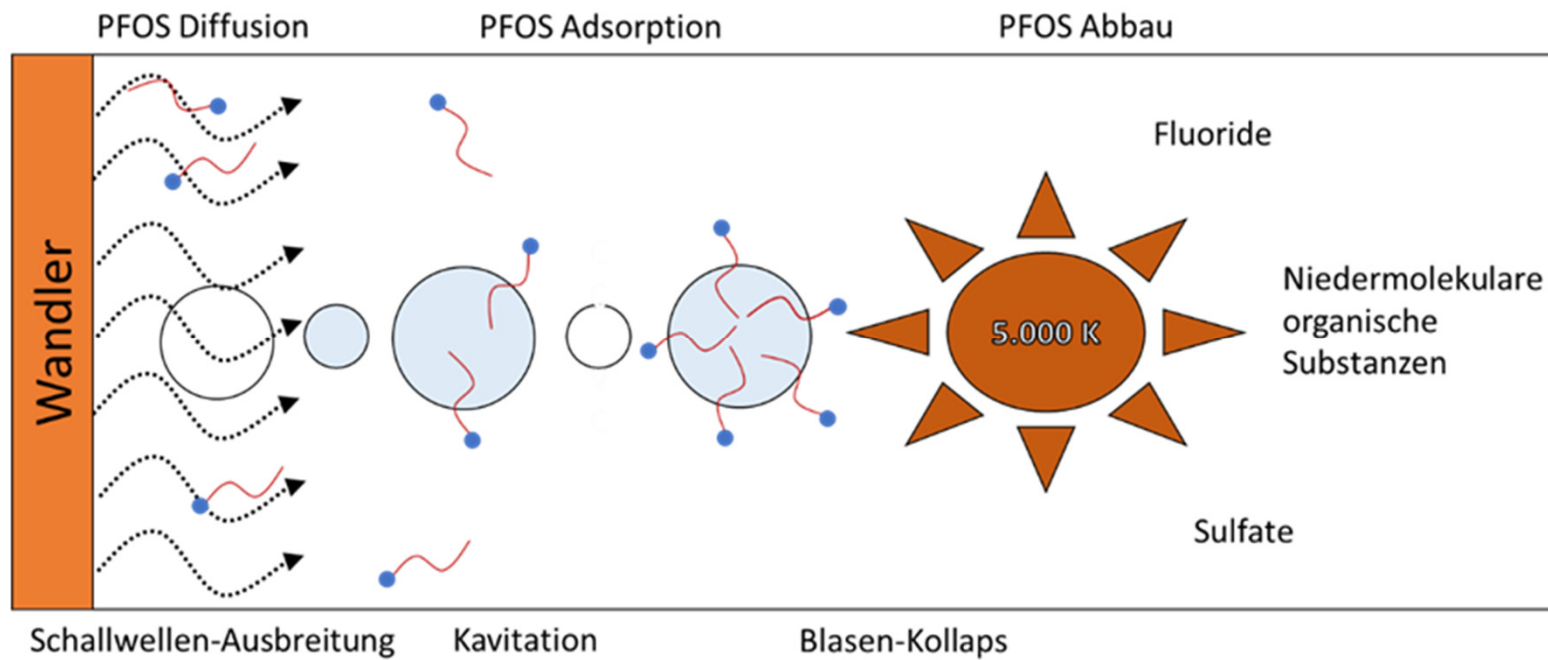 PFOS Diffusion
PFOS Adsorption
PFOS Abbau
Wandler
Fluoride
5.000 K
Niedermolekulare
organische
Substanzen
Sulfate
Schallwellen-Ausbreitung
Kavitation
Blasen-Kollaps